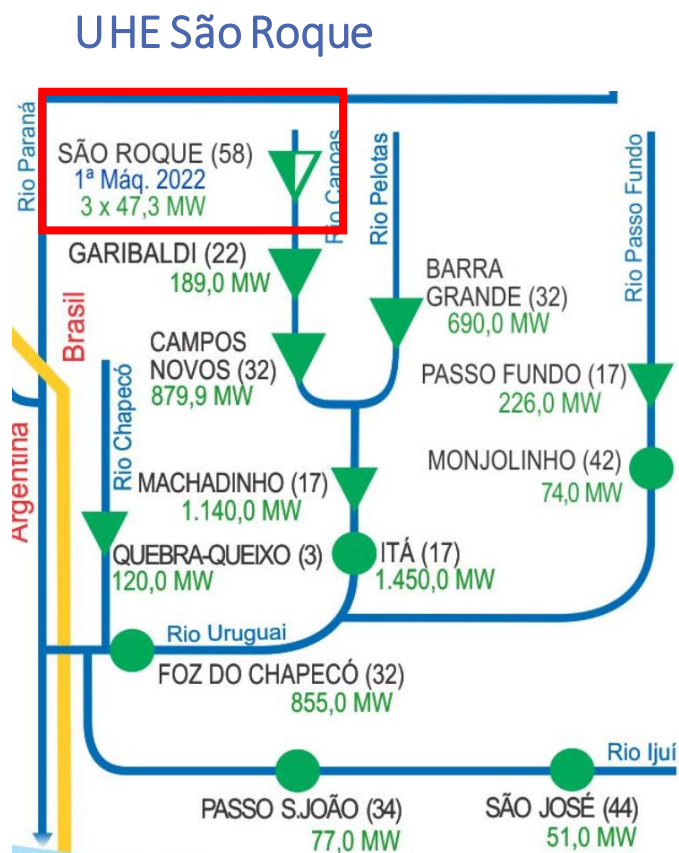 UHE São Roque
Rio Paraná
SÃO ROQUE (58)
1ª Máq. 2022
3 x 47,3 MW
Rio Canoas
Rio Pelotas
Rio Passo Fundo
GARIBALDI (22)
189,0 MW
BARRA
GRANDE (32)
690,0 MW
Brasil
CAMPOS
NOVOS (32)
879,9 MW
PASSO FUNDO (17)
226,0 MW
Rio Chapecó
Argentina
MONJOLINHO (42)
74,0 MW
MACHADINHO (17)
1.140,0 MW
QUEBRA-QUEIXO (3)
120,0 MW
ITÁ (17)
1.450,0 MW
Rio Uruguai
FOZ DO CHAPECÓ (32)
855,0 MW
Rio Ijuí
PASSO S.JOÃO (34)
77,0 MW
SÃO JOSÉ (44)
51,0 MW